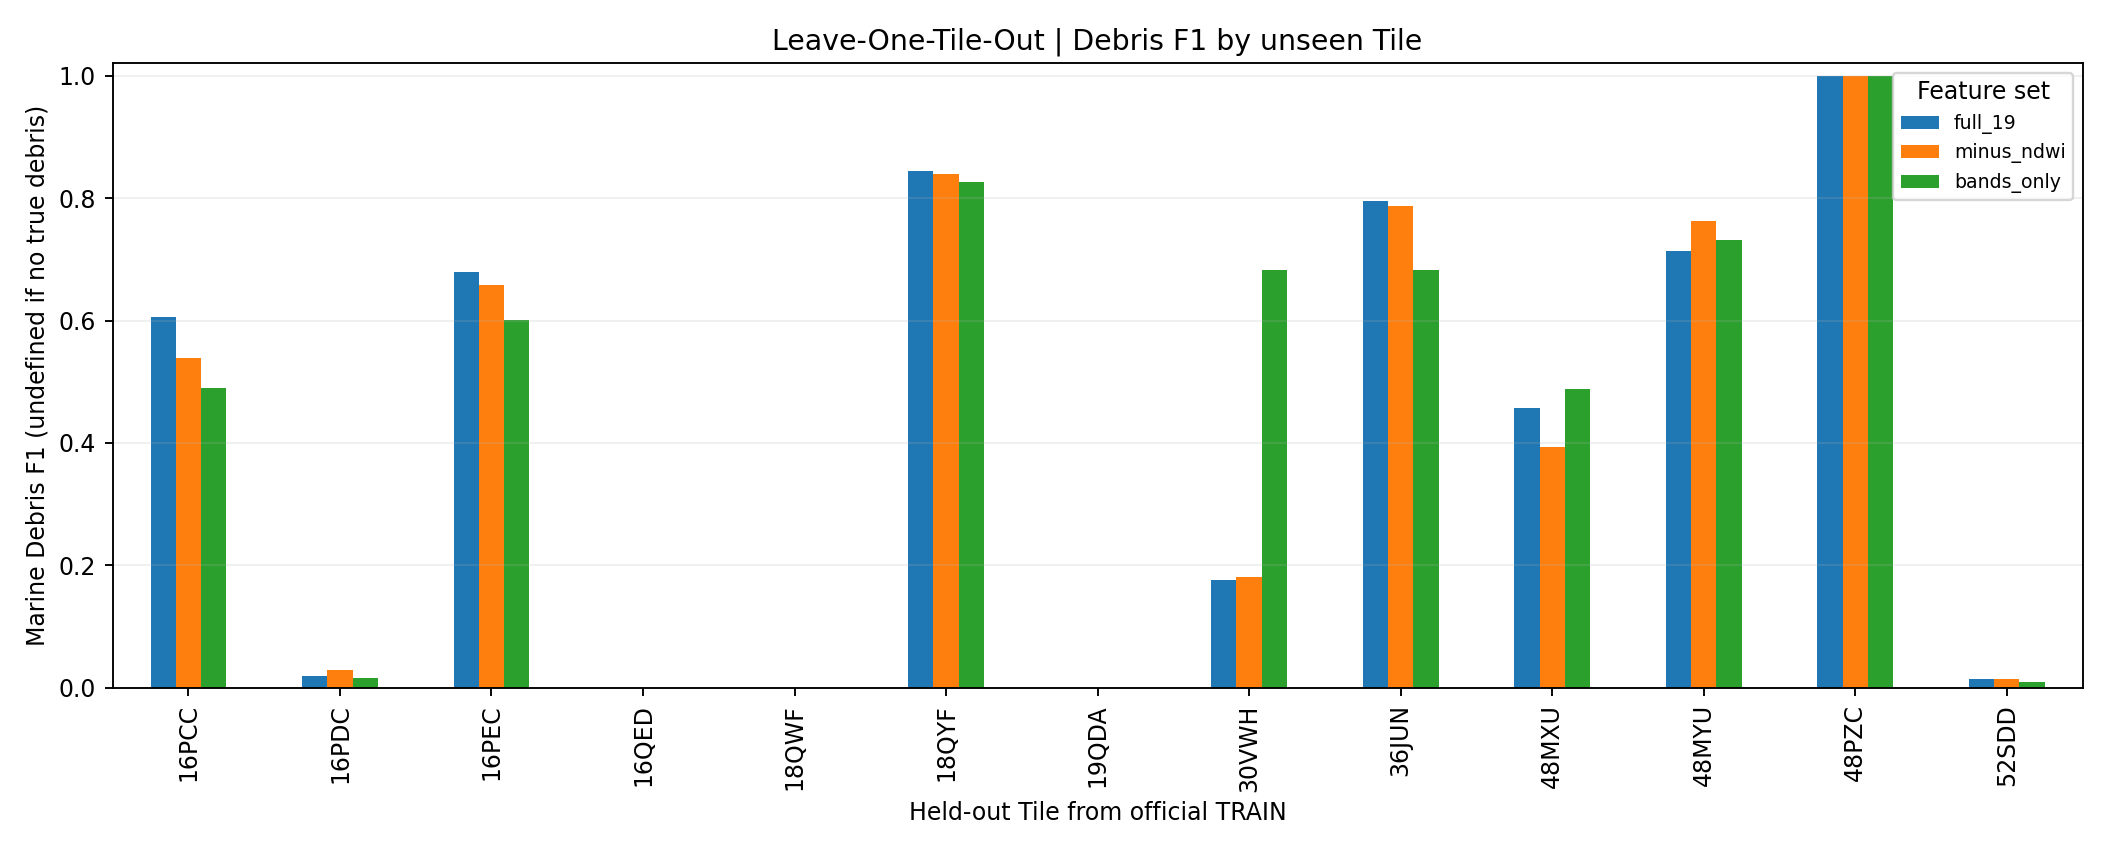 Leave-One-Tile-Out | Debris F1 by unseen Tile
Marine Debris F1 (undefined if no true debris)
1.0
0.8
0.6
0.4
0.2
0.0
Feature set
full_19
minus_ndwi
bands_only
16PCC
16PDC
16PEC
16QED
18QWF
18QYF
19QDA
30VWH
36JUN
48MXU
48MYU
48PZC
52SDD
Held-out Tile from official TRAIN